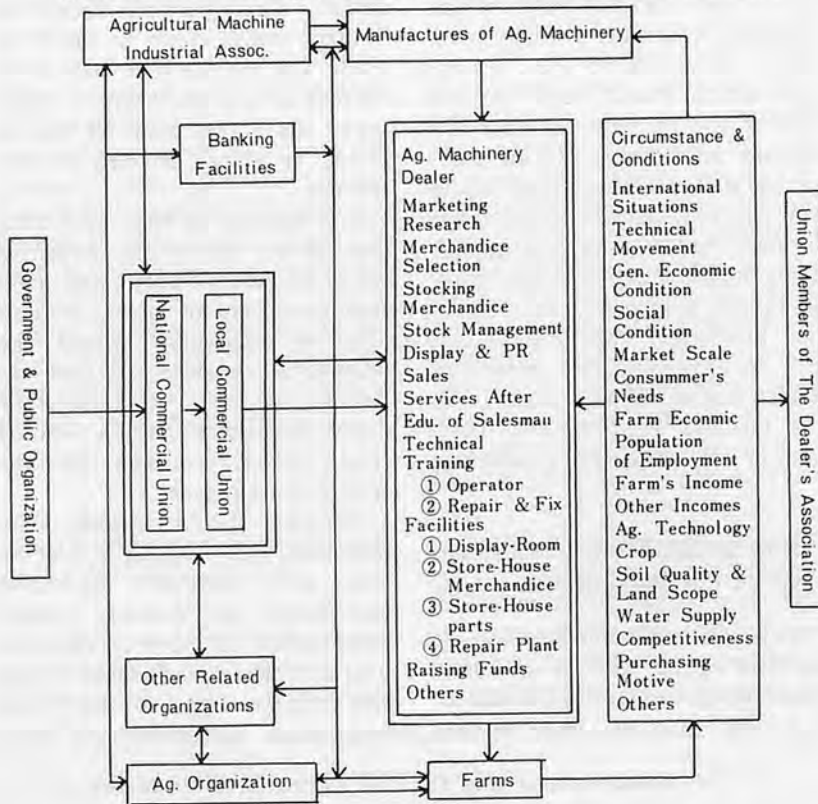 Agricultural Machine
Industrial Assoc.
Manufactures of Ag. Machinery
Banking
Facilities
Government & Public Organization
National Commercial Union
Local Commercial Union
Other Related
Organizations
Ag. Organization
Ag. Machinery
Dealer
Marketing
Research
Merchandice
Selection
Stocking
Merchandice
Stock Management
Display & PR
Sales
Services After
Edu. of Salesmau
Technical
Training
① Operator
② Repair & Fix
Facilities
① Display-Room
② Store-House
Merchandice
③ Store-House
parts
④ Repair Plant
Raising Funds
Others
Farms
Circumstance &
Conditions
International
Situations
Technical
Movement
Gen. Economic
Condition
Social
Condition
Market Scale
Consummer's
Needs
Farm Econmic
Population
of Employment
Farm's Income
Other Incomes
Ag. Technology
Crop
Soil Quality &
Land Scope
Water Supply
Competitiveness
Purchasing
Motive
Others
Union Members of The Dealer's Association